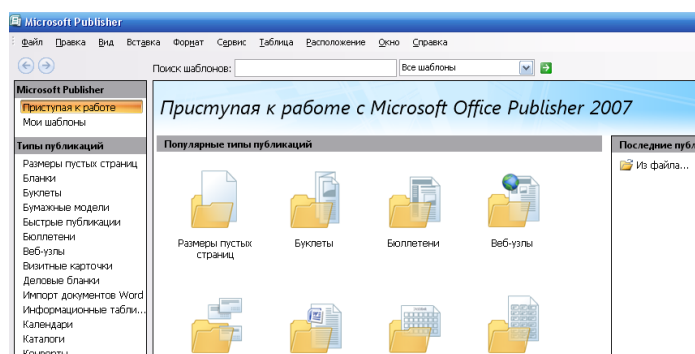 Microsoft Publisher
Файл Правка Вид Вставка Формат Сервис Таблица Расположение Окно Справка
Поиск шаблонов: Все шаблоны
Microsoft Publisher
Приступая к работе
Мои шаблоны
Типы публикаций
Размеры пустых страниц
Бланки
Буклеты
Бумажные модели
Быстрые публикации
Бюллетени
Веб-узлы
Визитные карточки
Деловые бланки
Импорт документов Word
Информационные табли...
Календари
Каталоги
Конверты
Приступая к работе с Microsoft Office Publisher 2007
Популярные типы публикаций
Размеры пустых страниц
Буклеты
Бюллетени
Веб-узлы
Последние публ
Из файла...